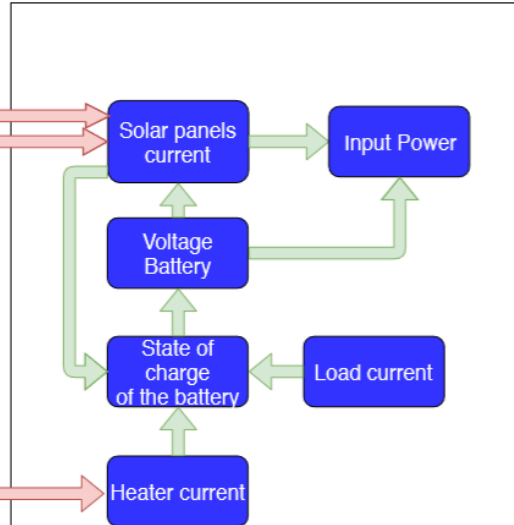 Solar panels
current
Input Power
Voltage
Battery
State of
charge
of the battery
Load current
Heater current